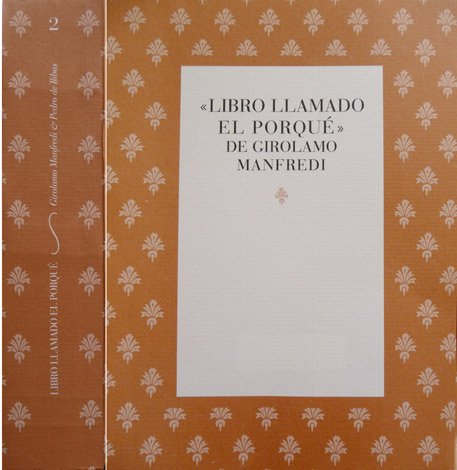 2
Girolamo Manfredi & Pedro de Ribas
LIBRO LLAMADO EL PORQUÉ
«LIBRO LLAMADO
EL PORQUÉ»
DE GIROLAMO
MANFREDI